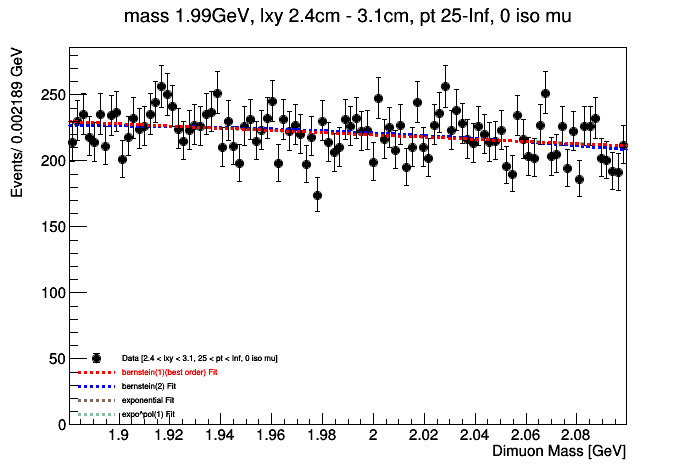 mass 1.99GeV, lxy 2.4cm - 3.1cm, pt 25-Inf, 0 iso mu
Events/ 0.002189 GeV
250
200
150
100
50
0
Data [2.4 < lxy < 3.1, 25 < pt < Inf, 0 iso mu]
bernstein(1)(best order) Fit
bernstein(2) Fit
exponential Fit
expo*pol(1) Fit
1.9 1.92 1.94 1.96 1.98 2 2.02 2.04 2.06 2.08
Dimuon Mass [GeV]